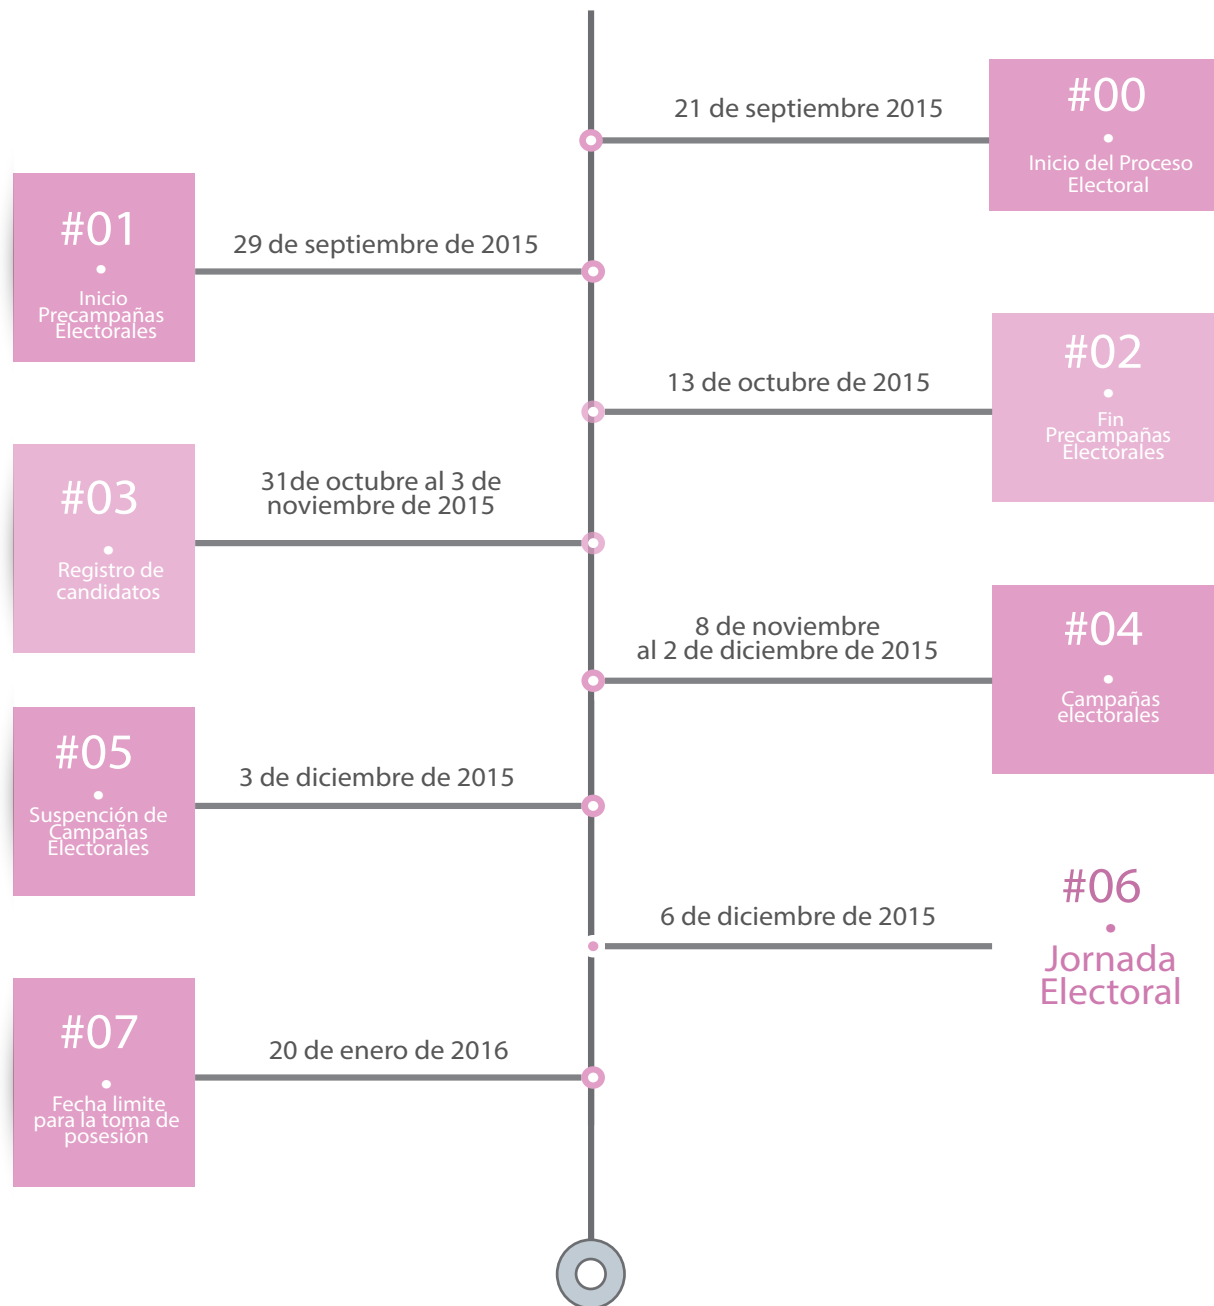 21 de septiembre 2015
#00
Inicio del Proceso
Electoral
#01
Inicio
Precampañas
Electorales
29 de septiembre de 2015
13 de octubre de 2015
#02
Fin
Precampañas
Electorales
#03
Registro de
candidatos
31de octubre al 3 de
noviembre de 2015
8 de noviembre
al 2 de diciembre de 2015
#04
Campañas
electorales
#05
Suspención de
Campañas
Electorales
3 de diciembre de 2015
6 de diciembre de 2015
#06
Jornada
Electoral
#07
Fecha limite
para la toma de
posesión
20 de enero de 2016